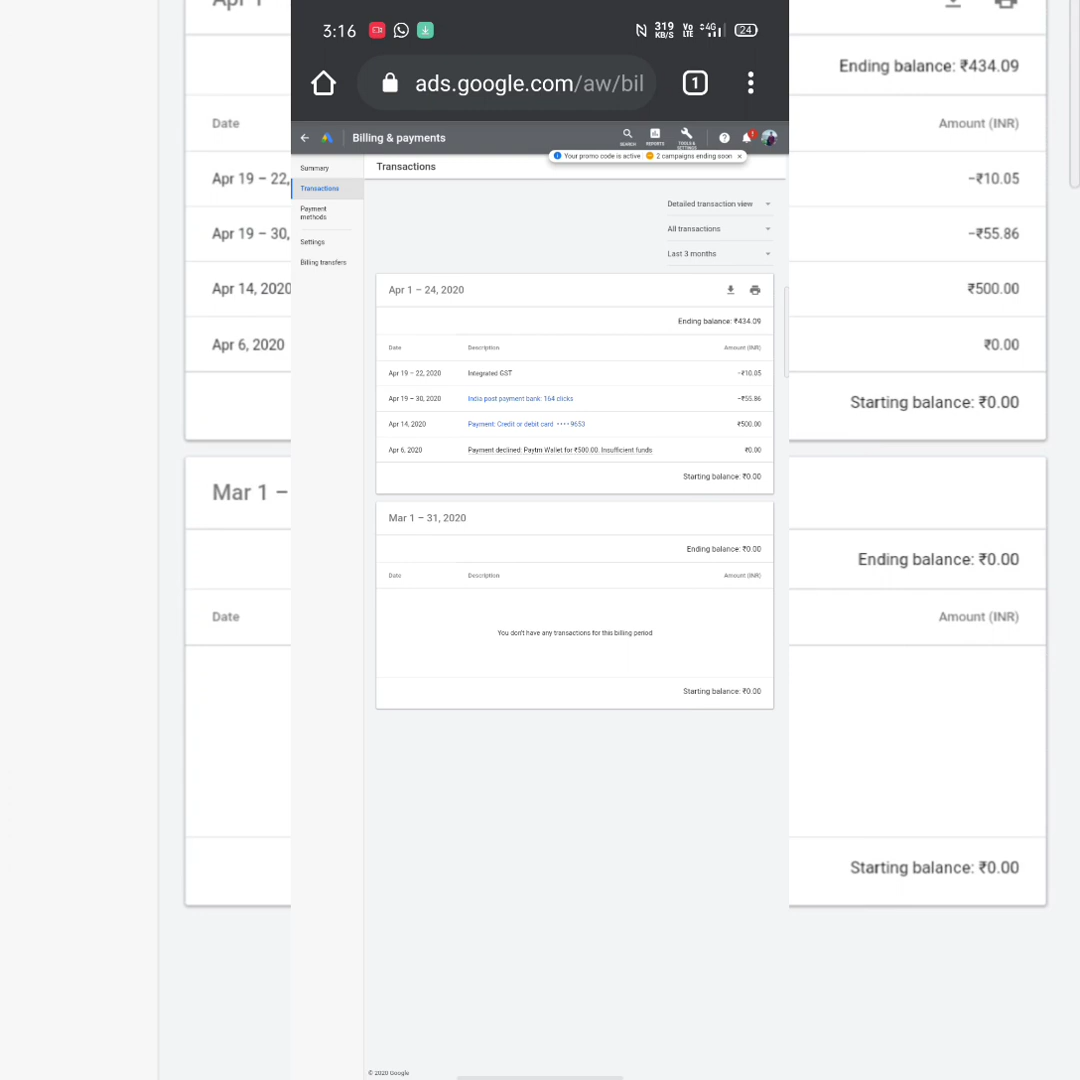 3:16
319 KB/S
Vo LTE
4G
24
ads.google.com/aw/bil
1
Billing & payments
SEARCH
REPORTS
TOOLS & SETTINGS
Your promo code is active
2 campaigns ending soon
Summary
Transactions
Payment methods
Settings
Billing transfers
Transactions
Detailed transaction view
All transactions
Last 3 months
Apr 1 – 24, 2020
Ending balance: ₹434.09
Date Description Amount (INR)
Apr 19 – 22, 2020 Integrated GST -₹10.05
Apr 19 – 30, 2020 India post payment bank: 164 clicks -₹55.86
Apr 14, 2020 Payment: Credit or debit card ••••9653 ₹500.00
Apr 6, 2020 Payment declined: Paytm Wallet for ₹500.00. Insufficient funds ₹0.00
Starting balance: ₹0.00
Mar 1 – 31, 2020
Ending balance: ₹0.00
Date Description Amount (INR)
You don't have any transactions for this billing period
Starting balance: ₹0.00
© 2020 Google
Apr 1
Ending balance: ₹434.09
Date Amount (INR)
Apr 19 – 22, -₹10.05
Apr 19 – 30, -₹55.86
Apr 14, 2020 ₹500.00
Apr 6, 2020 ₹0.00
Starting balance: ₹0.00
Mar 1 –
Ending balance: ₹0.00
Date Amount (INR)
Starting balance: ₹0.00